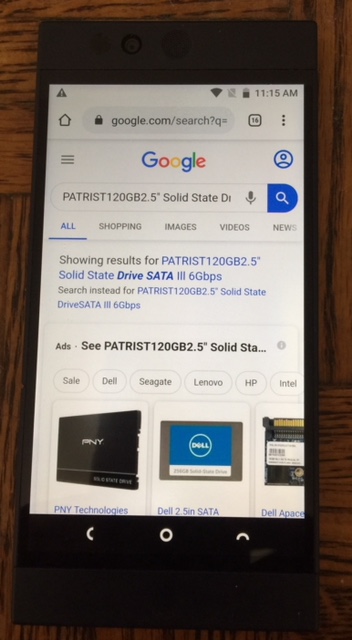 11:15 AM
google.com/search?q=
16
Google
PATRIST120GB2.5" Solid State Dr
ALL SHOPPING IMAGES VIDEOS NEWS
Showing results for PATRIST120GB2.5"
Solid State Drive SATA III 6Gbps
Search instead for PATRIST120GB2.5" Solid State
DriveSATA III 6Gbps
Ads · See PATRIST120GB2.5" Solid Sta...
Sale Dell Seagate Lenovo HP Intel
PNY
SOLID STATE DRIVE
DELL
256GB Solid State Drive
PNY Technologies Dell 2.5in SATA Dell Apace